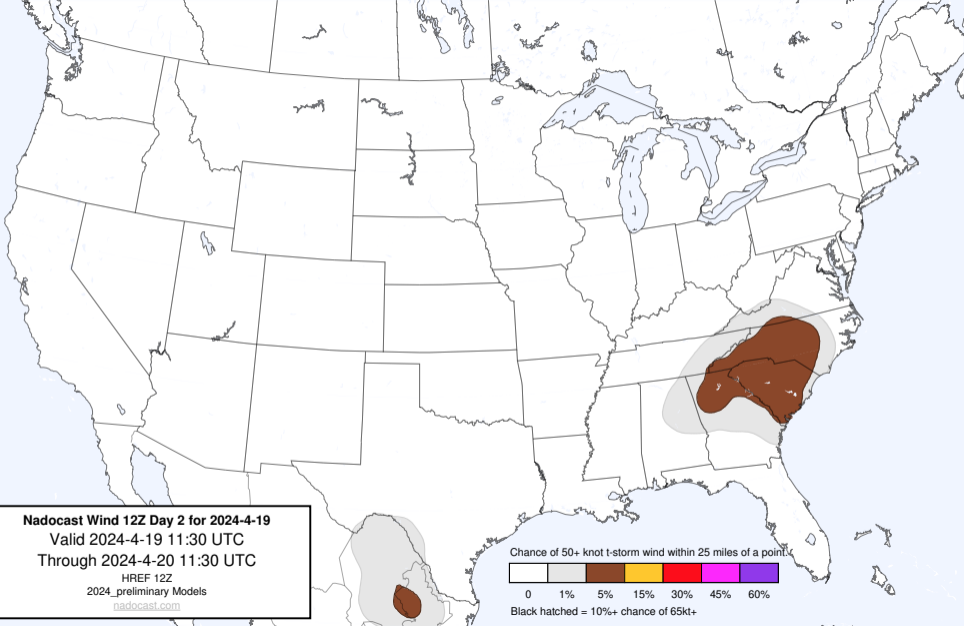 Nadocast Wind 12Z Day 2 for 2024-4-19
Valid 2024-4-19 11:30 UTC
Through 2024-4-20 11:30 UTC
HREF 12Z
2024_preliminary Models
nadocast.com
Chance of 50+ knot t-storm wind within 25 miles of a point.
0 1% 5% 15% 30% 45% 60%
Black hatched = 10%+ chance of 65kt+